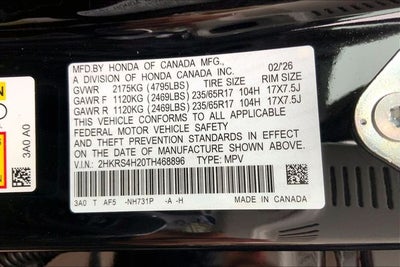 MFD.BY HONDA OF CANADA MFG., 02/26
A DIVISION OF HONDA CANADA INC. TIRE SIZE RIM SIZE
GVWR 2175KG (4795LBS)
GAWR F 1120KG (2469LBS) 235/65R17 104H 17X7.5J
GAWR R 1120KG (2469LBS) 235/65R17 104H 17X7.5J
THIS VEHICLE CONFORMS TO ALL APPLICABLE
FEDERAL MOTOR VEHICLE SAFETY, BUMPER,
AND THEFT PREVENTION STANDARDS IN EFFECT
ON THE DATE OF MANUFACTURE SHOWN ABOVE.
V.I.N.: 2HKRS4H20TH468896 TYPE: MPV
3A0 T AF5 -NH731P -A -H MADE IN CANADA
3A0 A0